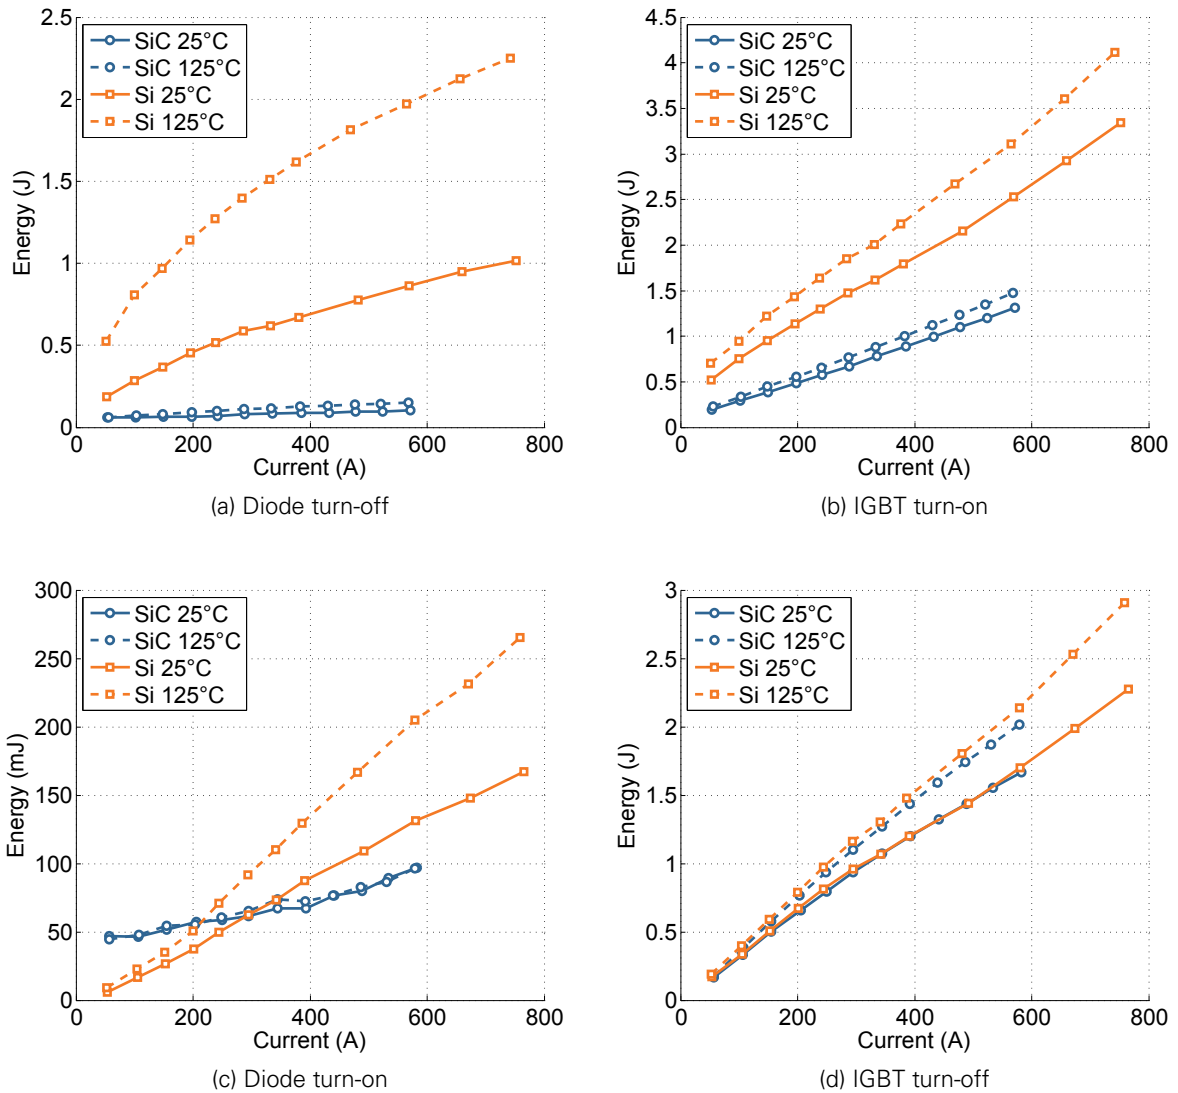 2.5
2
1.5
1
0.5
0
0
200
400
600
800
Energy (J)
Current (A)
SiC 25°C
SiC 125°C
Si 25°C
Si 125°C
(a) Diode turn-off
4.5
4
3.5
3
2.5
2
1.5
1
0.5
0
0
200
400
600
800
Energy (J)
Current (A)
SiC 25°C
SiC 125°C
Si 25°C
Si 125°C
(b) IGBT turn-on
300
250
200
150
100
50
0
0
200
400
600
800
Energy (mJ)
Current (A)
SiC 25°C
SiC 125°C
Si 25°C
Si 125°C
(c) Diode turn-on
3
2.5
2
1.5
1
0.5
0
0
200
400
600
800
Energy (J)
Current (A)
SiC 25°C
SiC 125°C
Si 25°C
Si 125°C
(d) IGBT turn-off